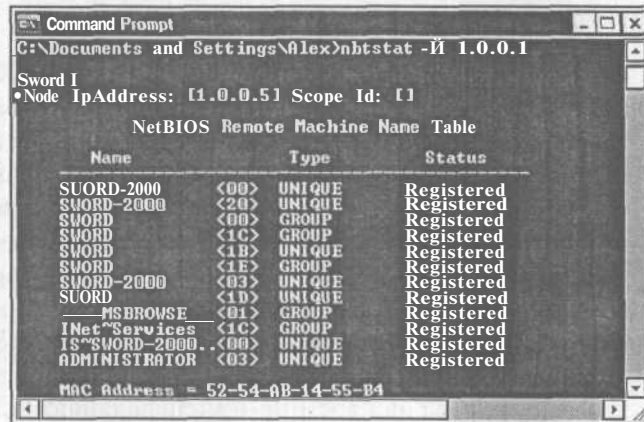 Command Prompt
C:\Documents and Settings\Alex>nbtstat -Й 1.0.0.1
Sword I
•Node IpAddress: [1.0.0.5] Scope Id: []
NetBIOS Remote Machine Name Table
Name Type Status
SUORD-2000 <00> UNIQUE Registered
SWORD-2000 <20> UNIQUE Registered
SWORD <00> GROUP Registered
SWORD <1C> GROUP Registered
SWORD <1B> UNIQUE Registered
SWORD <1E> GROUP Registered
SWORD-2000 <03> UNIQUE Registered
SUORD <1D> UNIQUE Registered
__MSBROWSE__ <01> GROUP Registered
INet~Services <1C> GROUP Registered
IS~SWORD-2000.. <00> UNIQUE Registered
ADMINISTRATOR <03> UNIQUE Registered
MAC Address = 52-54-AB-14-55-B4